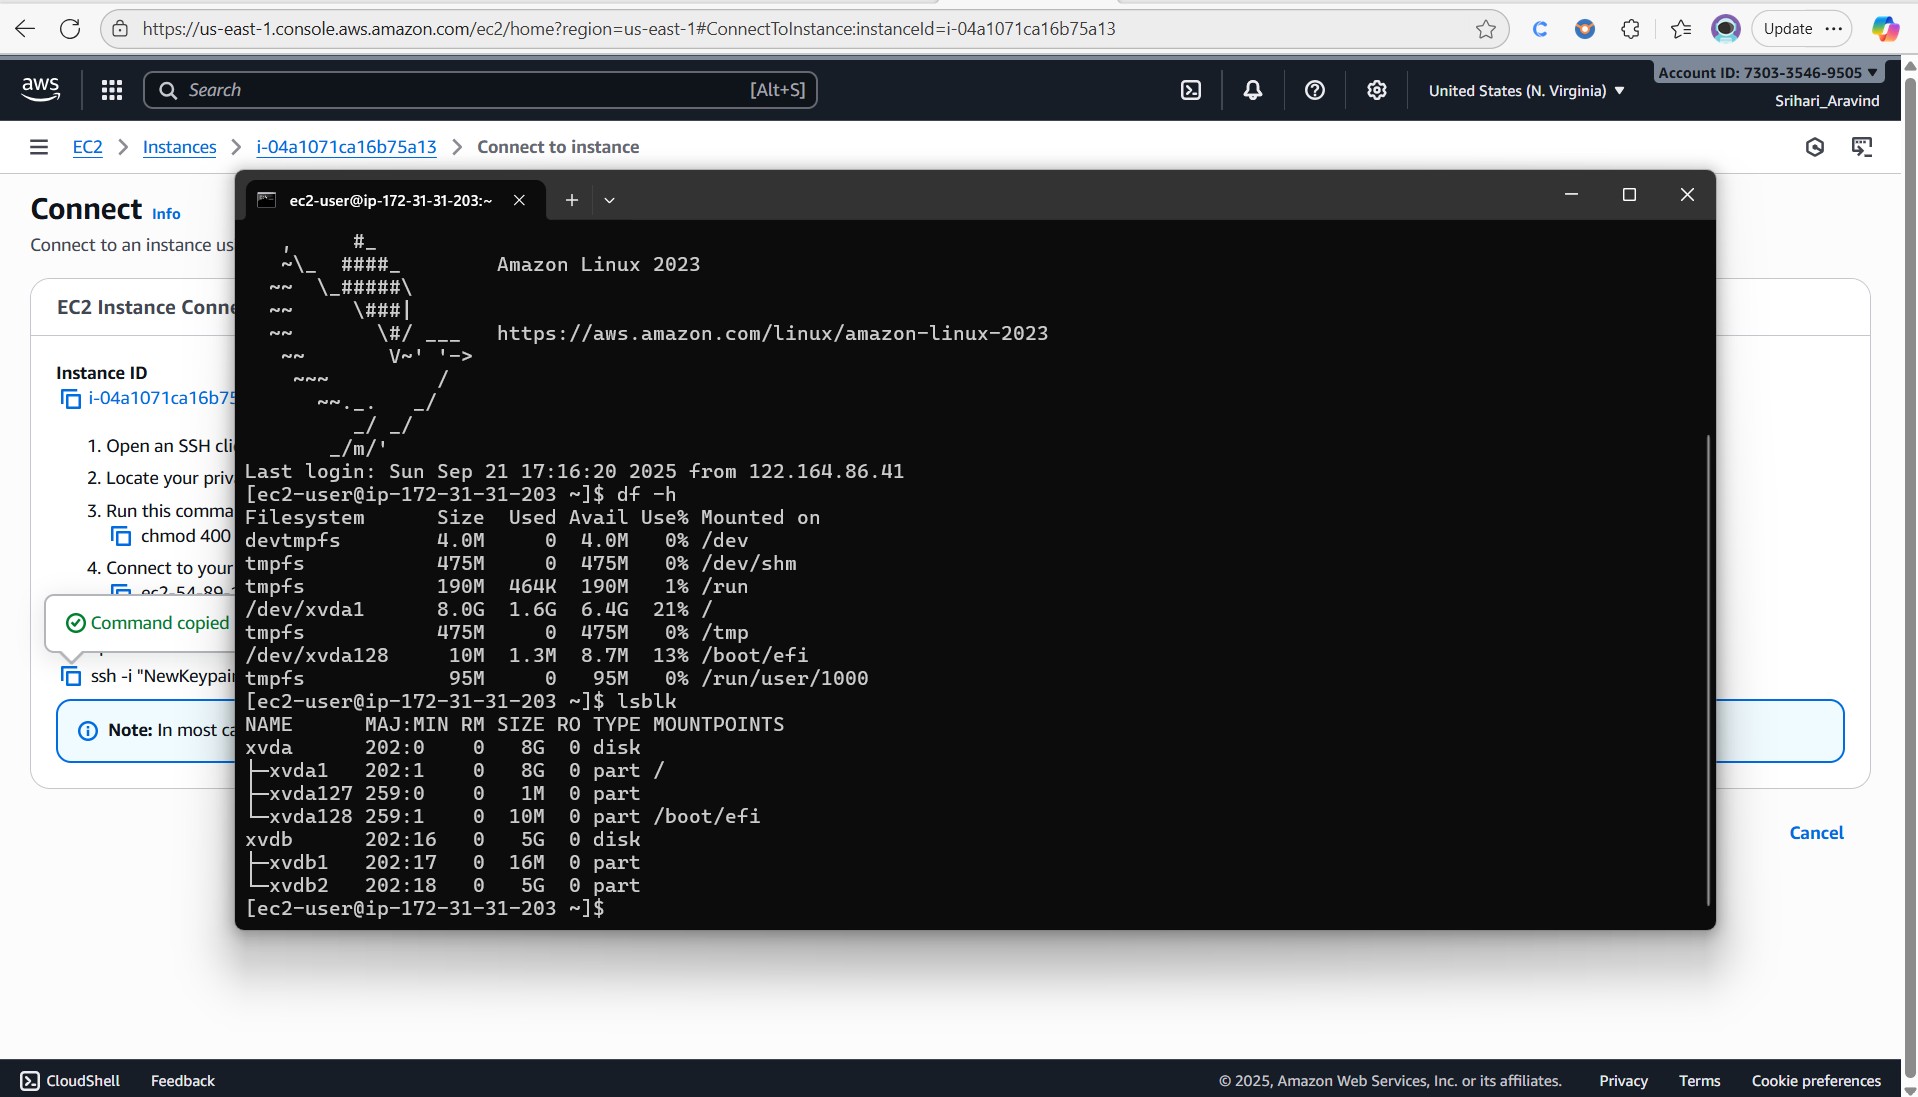 https://us-east-1.console.aws.amazon.com/ec2/home?region=us-east-1#ConnectToInstance:instanceId=i-04a1071ca16b75a13
Update
aws
Search [Alt+S]
United States (N. Virginia)
Account ID: 7303-3546-9505
Srihari_Aravind
EC2 > Instances > i-04a1071ca16b75a13 > Connect to instance
Connect Info
Connect to an instance us
EC2 Instance Conne
Instance ID
i-04a1071ca16b75
1. Open an SSH cli
2. Locate your priv
3. Run this comma
chmod 400
4. Connect to your
Command copied
ssh -i "NewKeypair
Note: In most ca
Cancel
ec2-user@ip-172-31-31-203:~
   ,     #_
   ~\_  ####_        Amazon Linux 2023
  ~~  \_#####\
  ~~     \###|
  ~~       \#/ ___   https://aws.amazon.com/linux/amazon-linux-2023
   ~~       V~' '->
    ~~~         /
      ~~._.   _/
         _/ _/
       _/m/'
Last login: Sun Sep 21 17:16:20 2025 from 122.164.86.41
[ec2-user@ip-172-31-31-203 ~]$ df -h
Filesystem      Size  Used Avail Use% Mounted on
devtmpfs        4.0M     0  4.0M   0% /dev
tmpfs           475M     0  475M   0% /dev/shm
tmpfs           190M  464K  190M   1% /run
/dev/xvda1      8.0G  1.6G  6.4G  21% /
tmpfs           475M     0  475M   0% /tmp
/dev/xvda128     10M  1.3M  8.7M  13% /boot/efi
tmpfs            95M     0   95M   0% /run/user/1000
[ec2-user@ip-172-31-31-203 ~]$ lsblk
NAME      MAJ:MIN RM SIZE RO TYPE MOUNTPOINTS
xvda      202:0    0   8G  0 disk
├─xvda1   202:1    0   8G  0 part /
├─xvda127 259:0    0   1M  0 part
└─xvda128 259:1    0  10M  0 part /boot/efi
xvdb      202:16   0   5G  0 disk
├─xvdb1   202:17   0  16M  0 part
└─xvdb2   202:18   0   5G  0 part
[ec2-user@ip-172-31-31-203 ~]$
CloudShell Feedback © 2025, Amazon Web Services, Inc. or its affiliates. Privacy Terms Cookie preferences